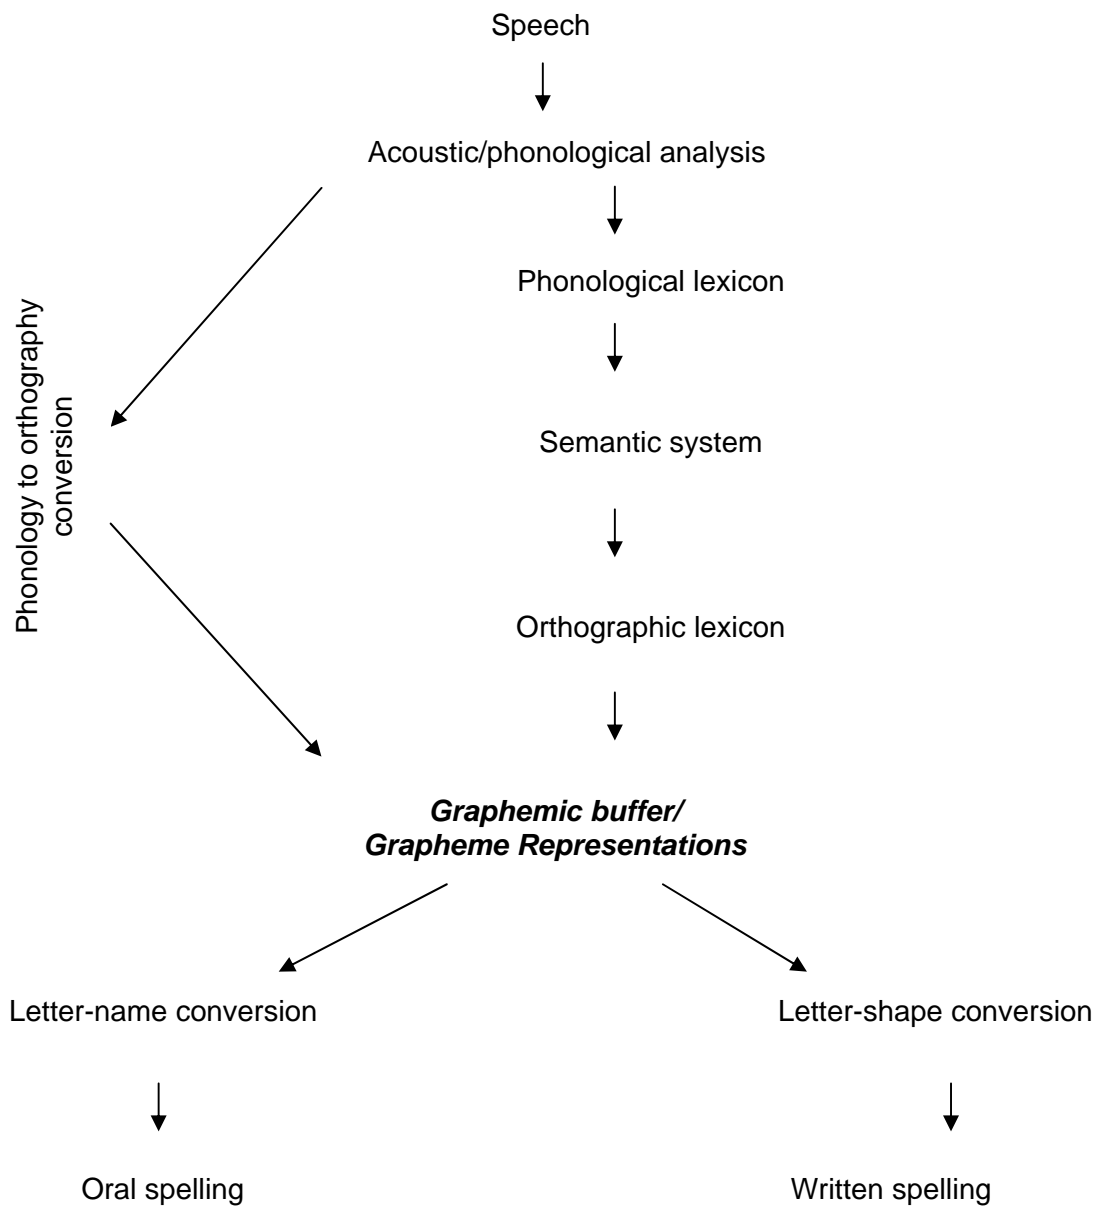 Speech
Acoustic/phonological analysis
Phonological lexicon
Phonology to orthography
conversion
Semantic system
Orthographic lexicon
Graphemic buffer/
Grapheme Representations
Letter-name conversion
Letter-shape conversion
Oral spelling
Written spelling